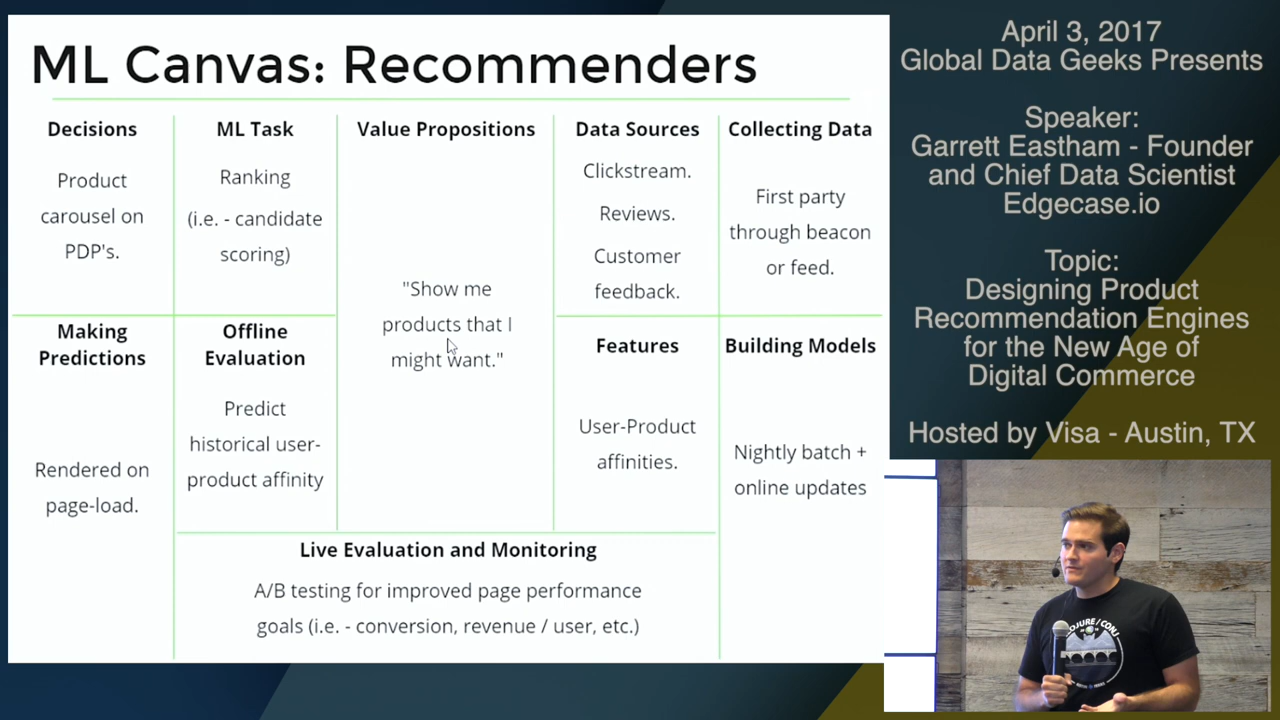 ML Canvas: Recommenders
Decisions
Product
carousel on
PDP's.
ML Task
Ranking
(i.e. - candidate
scoring)
Value Propositions
"Show me
products that I
might want."
Data Sources
Clickstream.
Reviews.
Customer
feedback.
Collecting Data
First party
through beacon
or feed.
Making
Predictions
Rendered on
page-load.
Offline
Evaluation
Predict
historical user-
product affinity
Features
User-Product
affinities.
Building Models
Nightly batch +
online updates
Live Evaluation and Monitoring
A/B testing for improved page performance
goals (i.e. - conversion, revenue / user, etc.)
April 3, 2017
Global Data Geeks Presents
Speaker:
Garrett Eastham - Founder
and Chief Data Scientist
Edgecase.io
Topic:
Designing Product
Recommendation Engines
for the New Age of
Digital Commerce
Hosted by Visa - Austin, TX
OJURE/CONJ